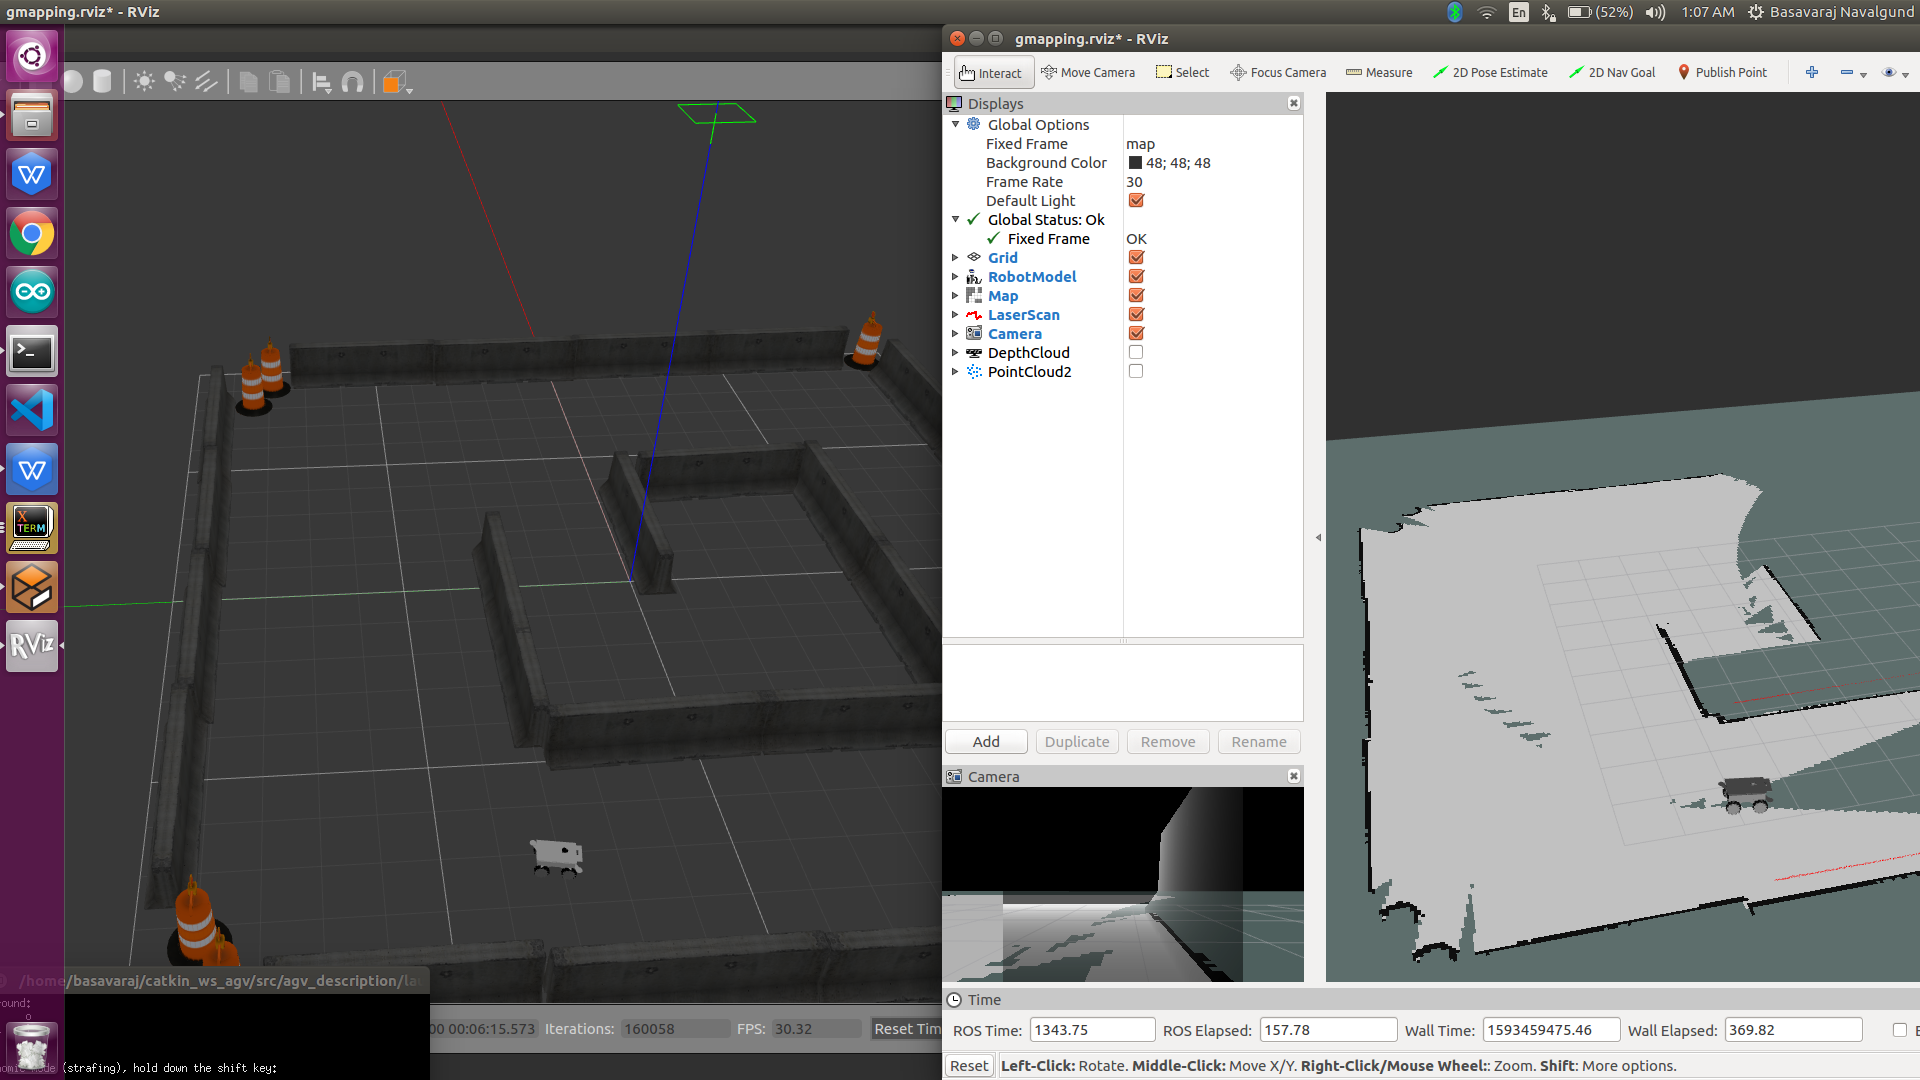 gmapping.rviz* - RViz
En
(52%)
1:07 AM
Basavaraj Navalgund
gmapping.rviz* - RViz
Interact
Move Camera
Select
Focus Camera
Measure
2D Pose Estimate
2D Nav Goal
Publish Point
Displays
Global Options
Fixed Frame map
Background Color 48; 48; 48
Frame Rate 30
Default Light
Global Status: Ok
Fixed Frame OK
Grid
RobotModel
Map
LaserScan
Camera
DepthCloud
PointCloud2
Add
Duplicate
Remove
Rename
Camera
X
TERM
RViz
/home/basavaraj/catkin_ws_agv/src/agv_description/la
00 00:06:15.573
Iterations: 160058
FPS: 30.32
Reset Tim
(strafing), hold down the shift key:
Time
ROS Time: 1343.75
ROS Elapsed: 157.78
Wall Time: 1593459475.46
Wall Elapsed: 369.82
Reset
Left-Click: Rotate. Middle-Click: Move X/Y. Right-Click/Mouse Wheel:: Zoom. Shift: More options.